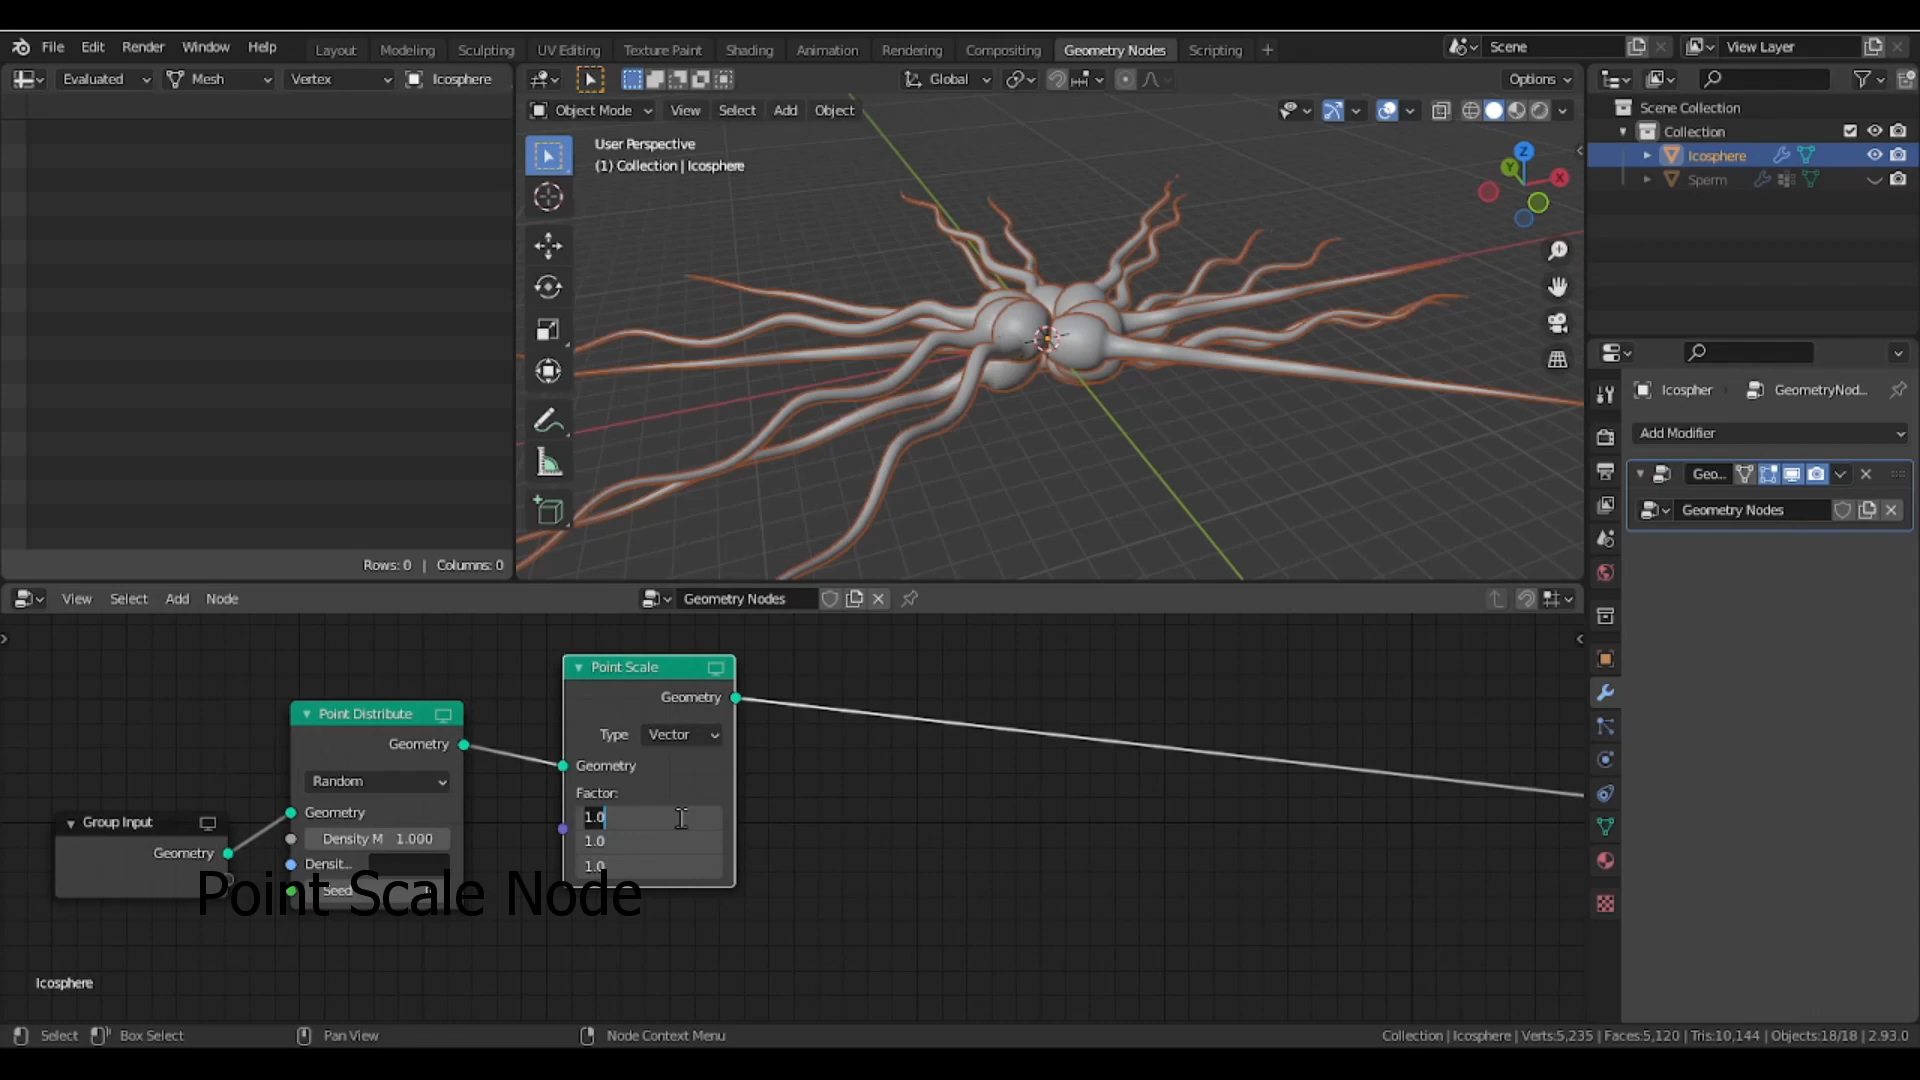 File Edit Render Window Help
Layout Modeling Sculpting UV Editing Texture Paint Shading Animation Rendering Compositing Geometry Nodes Scripting +
Scene
View Layer
Evaluated Mesh Vertex Icosphere
Global
Options
Object Mode View Select Add Object
User Perspective
(1) Collection | Icosphere
Z
Y
X
Scene Collection
Collection
Icosphere
Sperm
Icospher
GeometryNod...
Add Modifier
Geo...
Geometry Nodes
Rows: 0 | Columns: 0
View Select Add Node
Geometry Nodes
Point Scale
Geometry
Type Vector
Geometry
Factor:
1.0
1.0
1.0
Point Distribute
Geometry
Random
Geometry
Density M 1.000
Densit...
Seed
Group Input
Geometry
Point Scale Node
Icosphere
Select Box Select Pan View Node Context Menu
Collection | Icosphere | Verts:5,235 | Faces:5,120 | Tris:10,144 | Objects:18/18 | 2.93.0